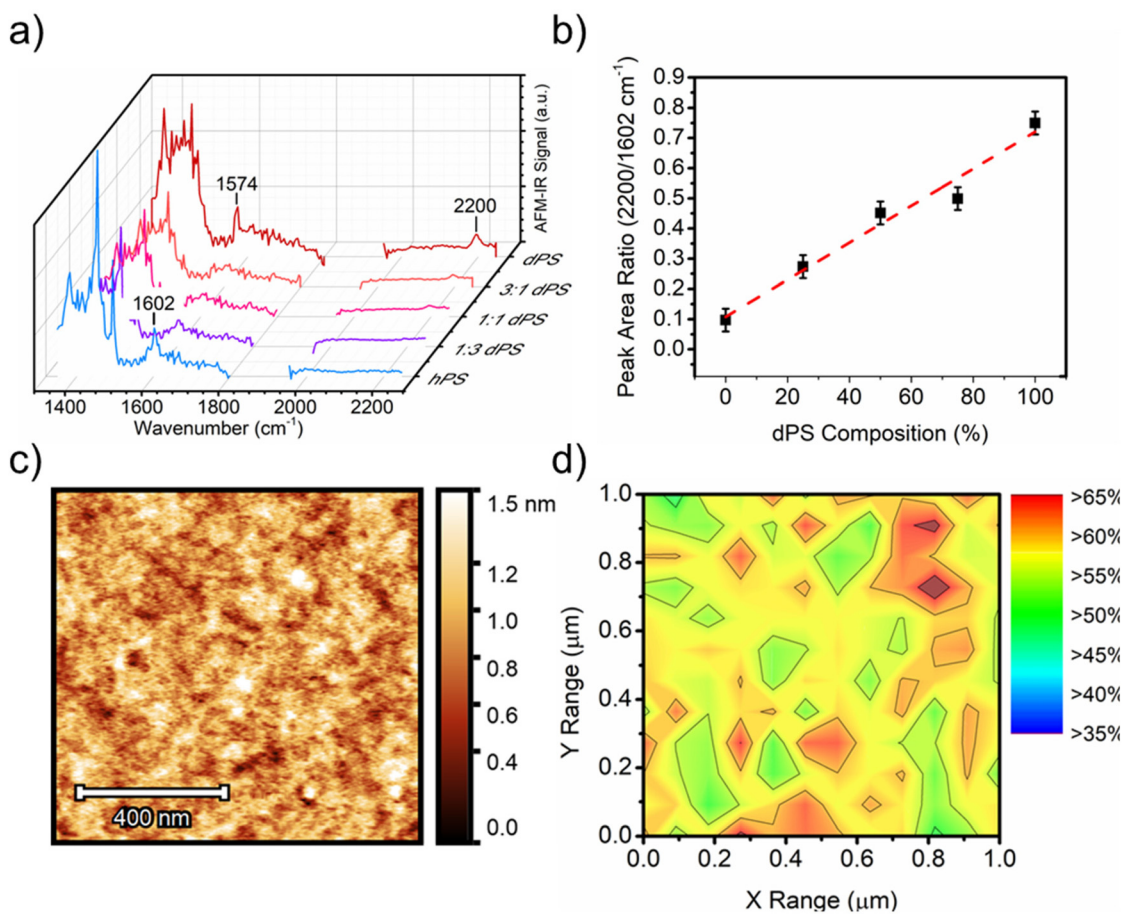 a)
AFM-IR Signal (a.u.)
1574
2200
1602
dPS
3:1 dPS
1:1 dPS
1:3 dPS
hPS
1400 1600 1800 2000 2200
Wavenumber (cm⁻¹)
b)
Peak Area Ratio (2200/1602 cm⁻¹)
0.9
0.8
0.7
0.6
0.5
0.4
0.3
0.2
0.1
0.0
0 20 40 60 80 100
dPS Composition (%)
c)
400 nm
1.5 nm
1.2
1.0
0.8
0.6
0.4
0.0
d)
Y Range (μm)
1.0
0.8
0.6
0.4
0.2
0.0
0.0 0.2 0.4 0.6 0.8 1.0
X Range (μm)
>65%
>60%
>55%
>50%
>45%
>40%
>35%